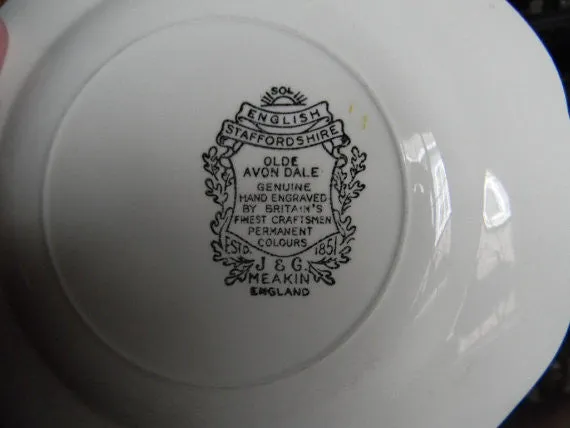 SOL
ENGLISH
STAFFORDSHIRE
OLDE
AVON DALE
GENUINE
HAND ENGRAVED
BY BRITAIN'S
FINEST CRAFTSMEN
PERMANENT
COLOURS
ESTD. 1851
J & G
MEAKIN
ENGLAND